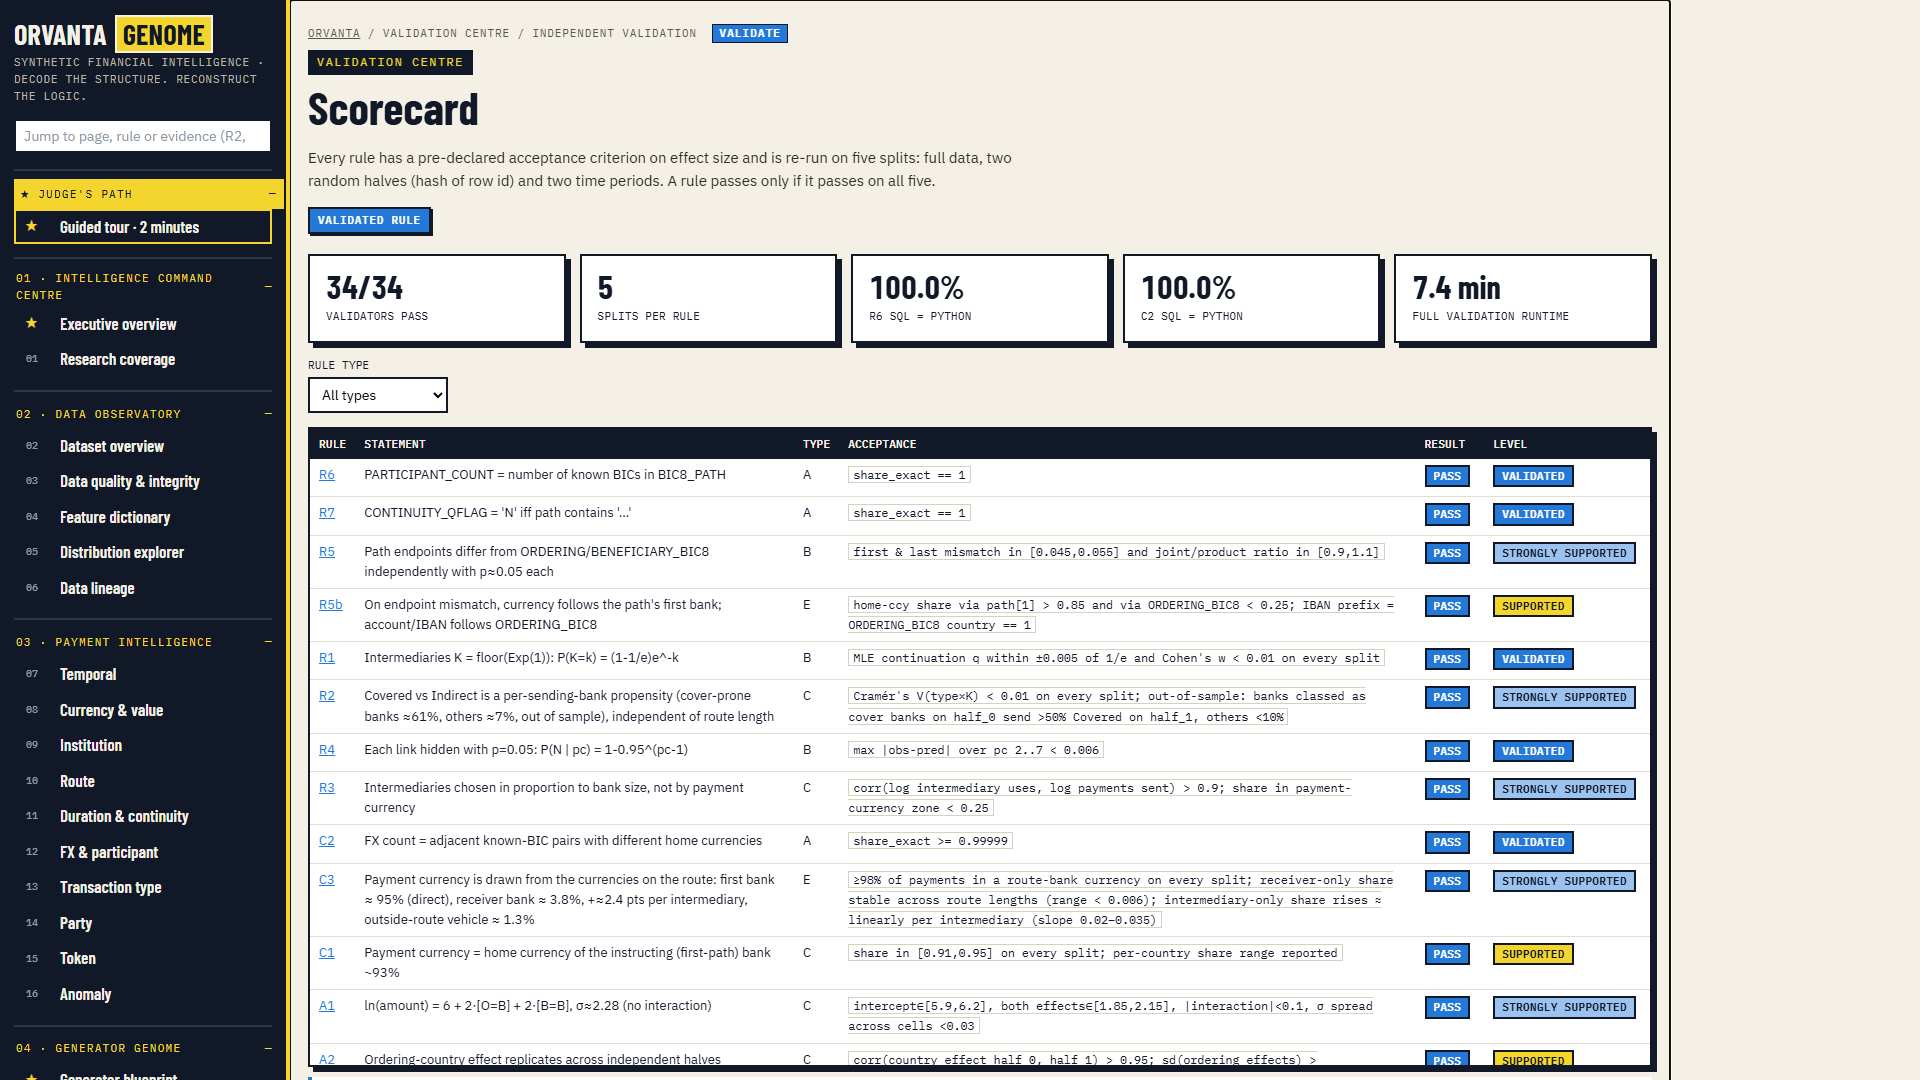 ORVANTA GENOME
SYNTHETIC FINANCIAL INTELLIGENCE ·
DECODE THE STRUCTURE. RECONSTRUCT
THE LOGIC.
Jump to page, rule or evidence (R2,
★ JUDGE'S PATH –
★ Guided tour · 2 minutes
01 · INTELLIGENCE COMMAND
CENTRE –
★ Executive overview
01 Research coverage
02 · DATA OBSERVATORY –
02 Dataset overview
03 Data quality & integrity
04 Feature dictionary
05 Distribution explorer
06 Data lineage
03 · PAYMENT INTELLIGENCE –
07 Temporal
08 Currency & value
09 Institution
10 Route
11 Duration & continuity
12 FX & participant
13 Transaction type
14 Party
15 Token
16 Anomaly
04 · GENERATOR GENOME –
★ Generator blueprint
ORVANTA / VALIDATION CENTRE / INDEPENDENT VALIDATION VALIDATE
VALIDATION CENTRE
Scorecard
Every rule has a pre-declared acceptance criterion on effect size and is re-run on five splits: full data, two
random halves (hash of row id) and two time periods. A rule passes only if it passes on all five.
VALIDATED RULE
34/34
VALIDATORS PASS
5
SPLITS PER RULE
100.0%
R6 SQL = PYTHON
100.0%
C2 SQL = PYTHON
7.4 min
FULL VALIDATION RUNTIME
RULE TYPE
All types
RULE STATEMENT TYPE ACCEPTANCE RESULT LEVEL
R6 PARTICIPANT_COUNT = number of known BICs in BIC8_PATH A share_exact == 1 PASS VALIDATED
R7 CONTINUITY_QFLAG = 'N' iff path contains '...' A share_exact == 1 PASS VALIDATED
R5 Path endpoints differ from ORDERING/BENEFICIARY_BIC8 B first & last mismatch in [0.045,0.055] and joint/product ratio in [0.9,1.1] PASS STRONGLY SUPPORTED
independently with p≈0.05 each
R5b On endpoint mismatch, currency follows the path's first bank; E home-ccy share via path[1] > 0.85 and via ORDERING_BIC8 < 0.25; IBAN prefix = PASS SUPPORTED
account/IBAN follows ORDERING_BIC8 ORDERING_BIC8 country == 1
R1 Intermediaries K = floor(Exp(1)): P(K=k) = (1-1/e)e^-k B MLE continuation q within ±0.005 of 1/e and Cohen's w < 0.01 on every split PASS VALIDATED
R2 Covered vs Indirect is a per-sending-bank propensity (cover-prone C Cramér's V(type×K) < 0.01 on every split; out-of-sample: banks classed as PASS STRONGLY SUPPORTED
banks ≈61%, others ≈7%, out of sample), independent of route length cover banks on half_0 send >50% Covered on half_1, others <10%
R4 Each link hidden with p=0.05: P(N | pc) = 1-0.95^(pc-1) B max |obs-pred| over pc 2..7 < 0.006 PASS VALIDATED
R3 Intermediaries chosen in proportion to bank size, not by payment C corr(log intermediary uses, log payments sent) > 0.9; share in payment- PASS STRONGLY SUPPORTED
currency currency zone < 0.25
C2 FX count = adjacent known-BIC pairs with different home currencies A share_exact >= 0.99999 PASS VALIDATED
C3 Payment currency is drawn from the currencies on the route: first bank E ≥98% of payments in a route-bank currency on every split; receiver-only share PASS STRONGLY SUPPORTED
≈ 95% (direct), receiver bank ≈ 3.8%, +≈2.4 pts per intermediary, stable across route lengths (range < 0.006); intermediary-only share rises ≈
outside-route vehicle ≈ 1.3% linearly per intermediary (slope 0.02–0.035)
C1 Payment currency = home currency of the instructing (first-path) bank C share in [0.91,0.95] on every split; per-country share range reported PASS SUPPORTED
~93%
A1 ln(amount) = 6 + 2·[O=B] + 2·[B=B], σ≈2.28 (no interaction) C intercept∈[5.9,6.2], both effects∈[1.85,2.15], |interaction|<0.1, σ spread PASS STRONGLY SUPPORTED
across cells <0.03
A2 Ordering-country effect replicates across independent halves C corr(country effect half 0, half 1) > 0.95; sd(ordering effects) > PASS SUPPORTED